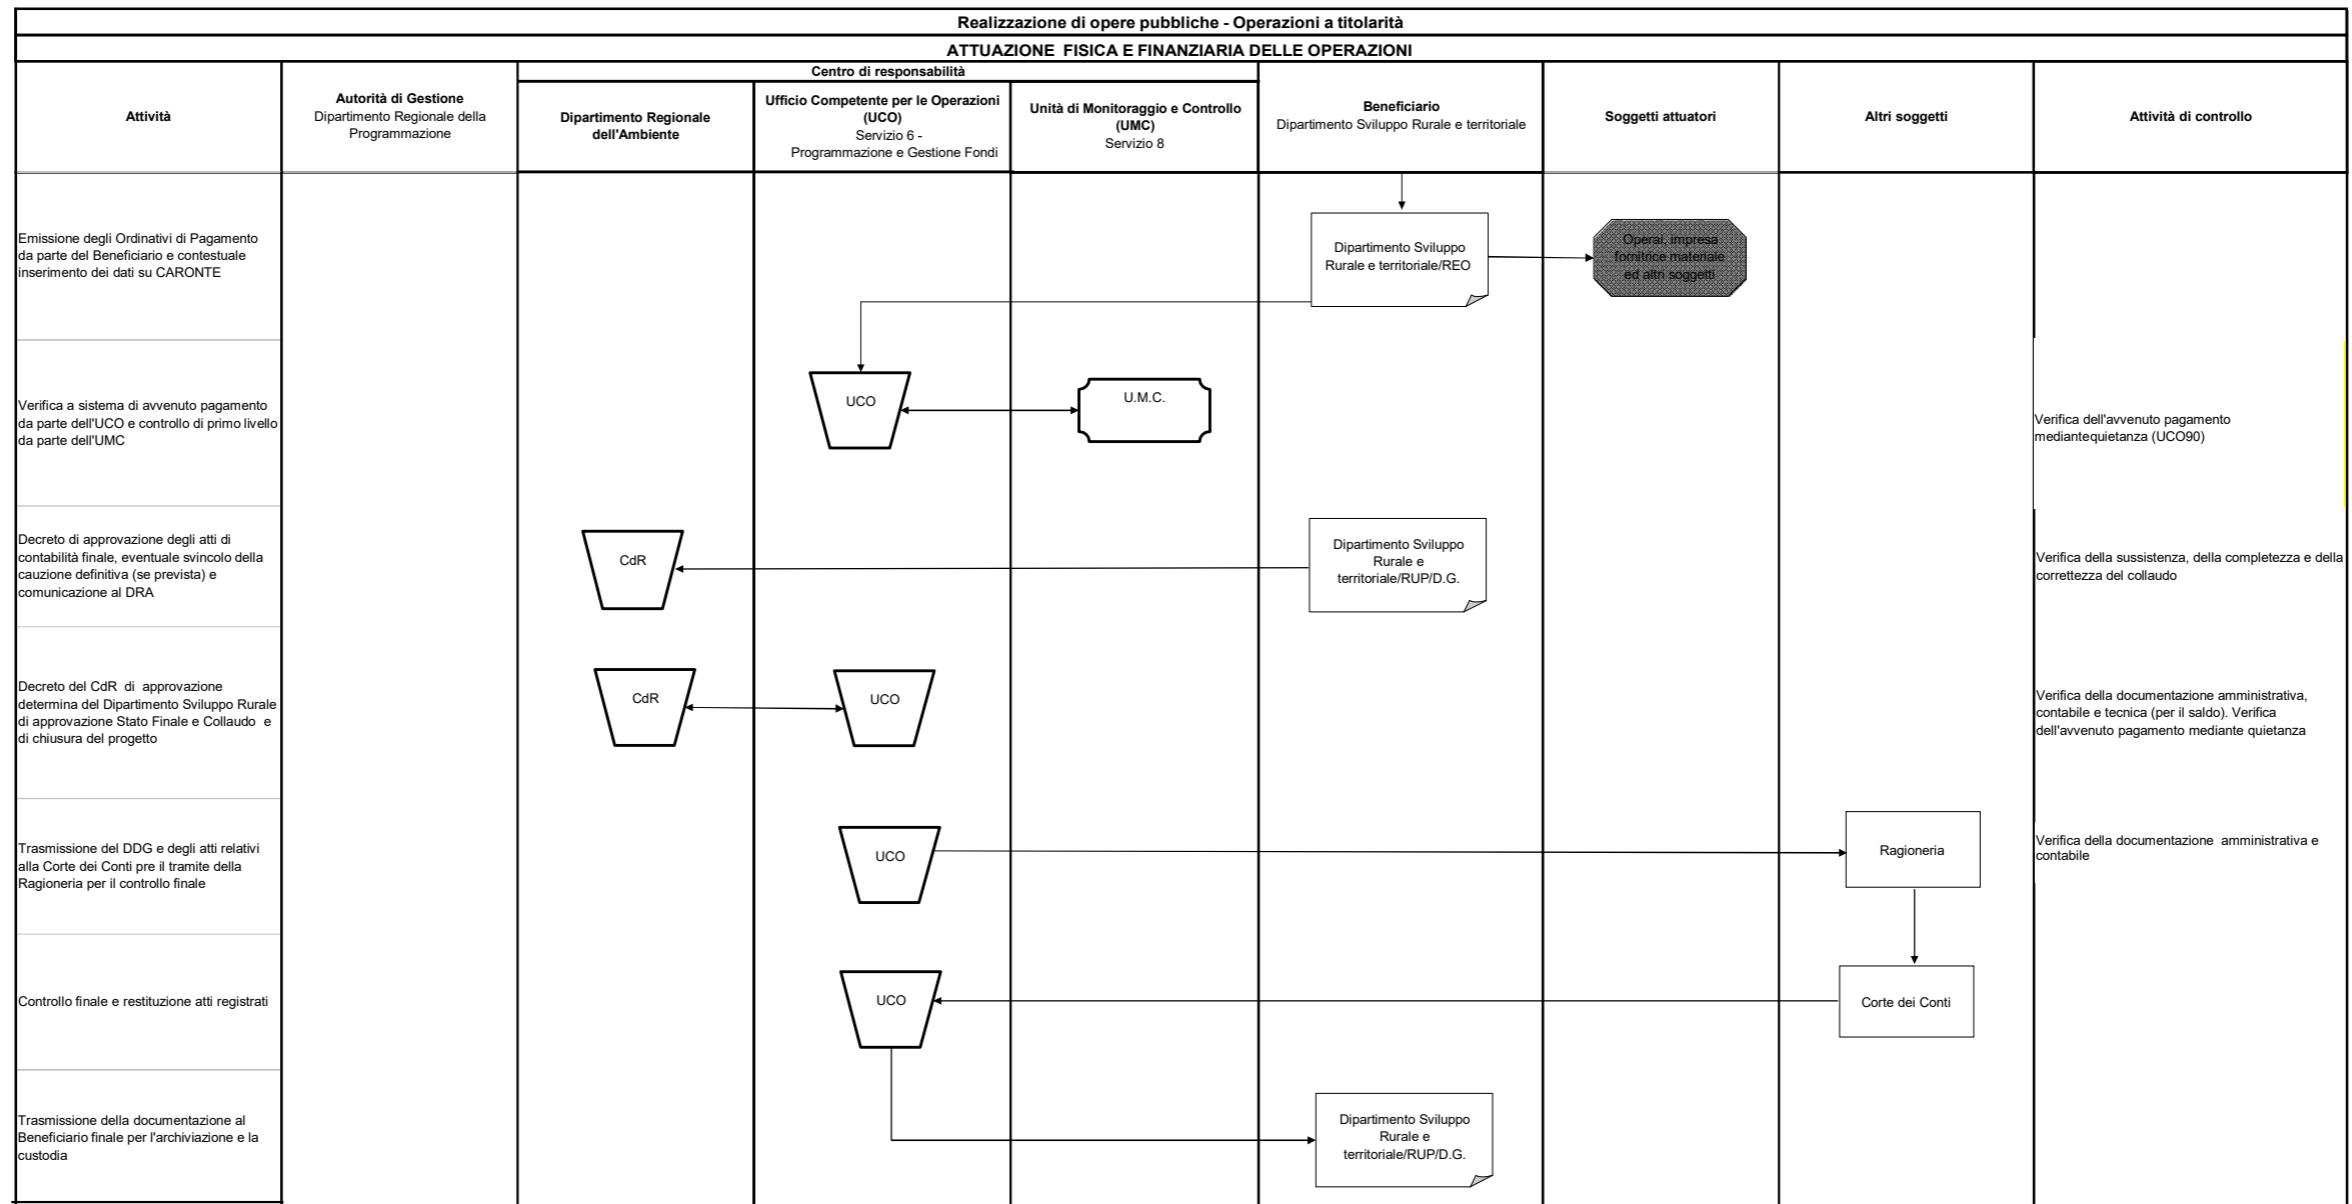 Realizzazione di opere pubbliche - Operazioni a titolarità
ATTUAZIONE FISICA E FINANZIARIA DELLE OPERAZIONI
Attività
Autorità di Gestione
Dipartimento Regionale della
Programmazione
Centro di responsabilità
Dipartimento Regionale
dell'Ambiente
Ufficio Competente per le Operazioni
(UCO)
Servizio 6 -
Programmazione e Gestione Fondi
Unità di Monitoraggio e Controllo
(UMC)
Servizio 8
Beneficiario
Dipartimento Sviluppo Rurale e territoriale
Soggetti attuatori
Altri soggetti
Attività di controllo
Emissione degli Ordinativi di Pagamento
da parte del Beneficiario e contestuale
inserimento dei dati su CARONTE
Dipartimento Sviluppo
Rurale e territoriale/REO
Operai, impresa
fornitrice materiale
ed altri soggetti
Verifica a sistema di avvenuto pagamento
da parte dell'UCO e controllo di primo livello
da parte dell'UMC
UCO
U.M.C.
Verifica dell'avvenuto pagamento
mediantequietanza (UCO90)
Decreto di approvazione degli atti di
contabilità finale, eventuale svincolo della
cauzione definitiva (se prevista) e
comunicazione al DRA
CdR
Dipartimento Sviluppo
Rurale e
territoriale/RUP/D.G.
Verifica della sussistenza, della completezza e della
correttezza del collaudo
Decreto del CdR di approvazione
determina del Dipartimento Sviluppo Rurale
di approvazione Stato Finale e Collaudo e
di chiusura del progetto
CdR
UCO
Verifica della documentazione amministrativa,
contabile e tecnica (per il saldo). Verifica
dell'avvenuto pagamento mediante quietanza
Trasmissione del DDG e degli atti relativi
alla Corte dei Conti pre il tramite della
Ragioneria per il controllo finale
UCO
Ragioneria
Verifica della documentazione amministrativa e
contabile
Controllo finale e restituzione atti registrati
UCO
Corte dei Conti
Trasmissione della documentazione al
Beneficiario finale per l'archiviazione e la
custodia
Dipartimento Sviluppo
Rurale e
territoriale/RUP/D.G.